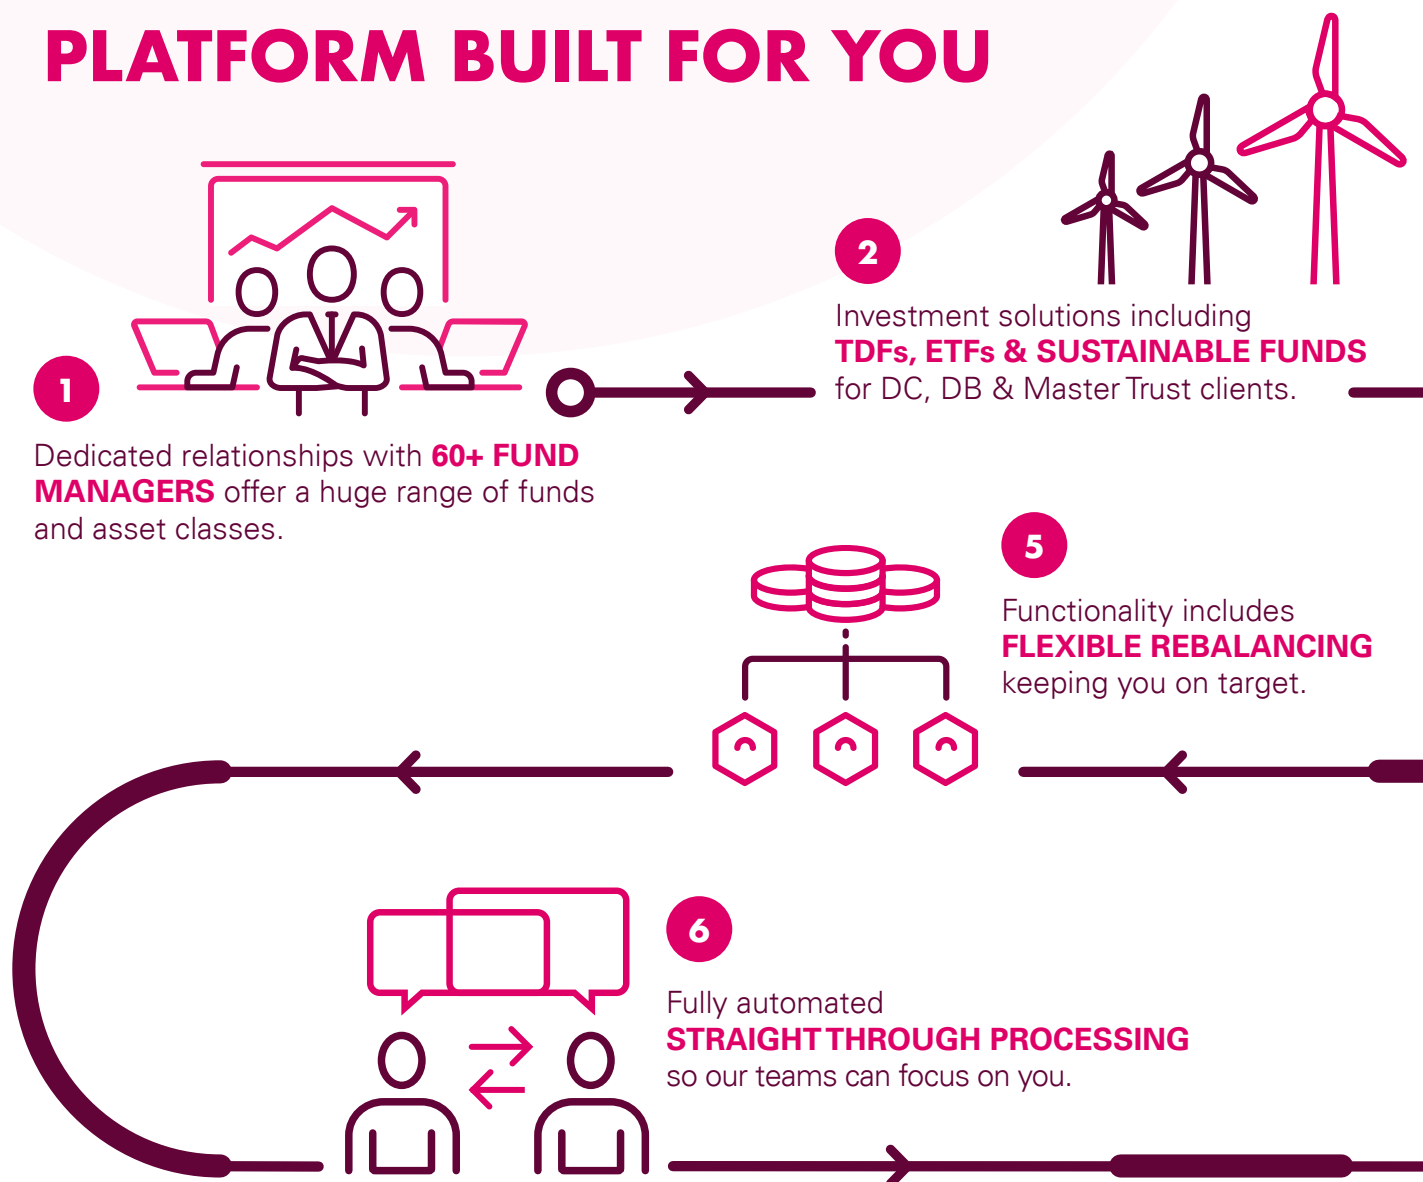 PLATFORM BUILT FOR YOU
1
Dedicated relationships with 60+ FUND
MANAGERS offer a huge range of funds
and asset classes.
2
Investment solutions including
TDFs, ETFs & SUSTAINABLE FUNDS
for DC, DB & Master Trust clients.
5
Functionality includes
FLEXIBLE REBALANCING
keeping you on target.
6
Fully automated
STRAIGHT THROUGH PROCESSING
so our teams can focus on you.